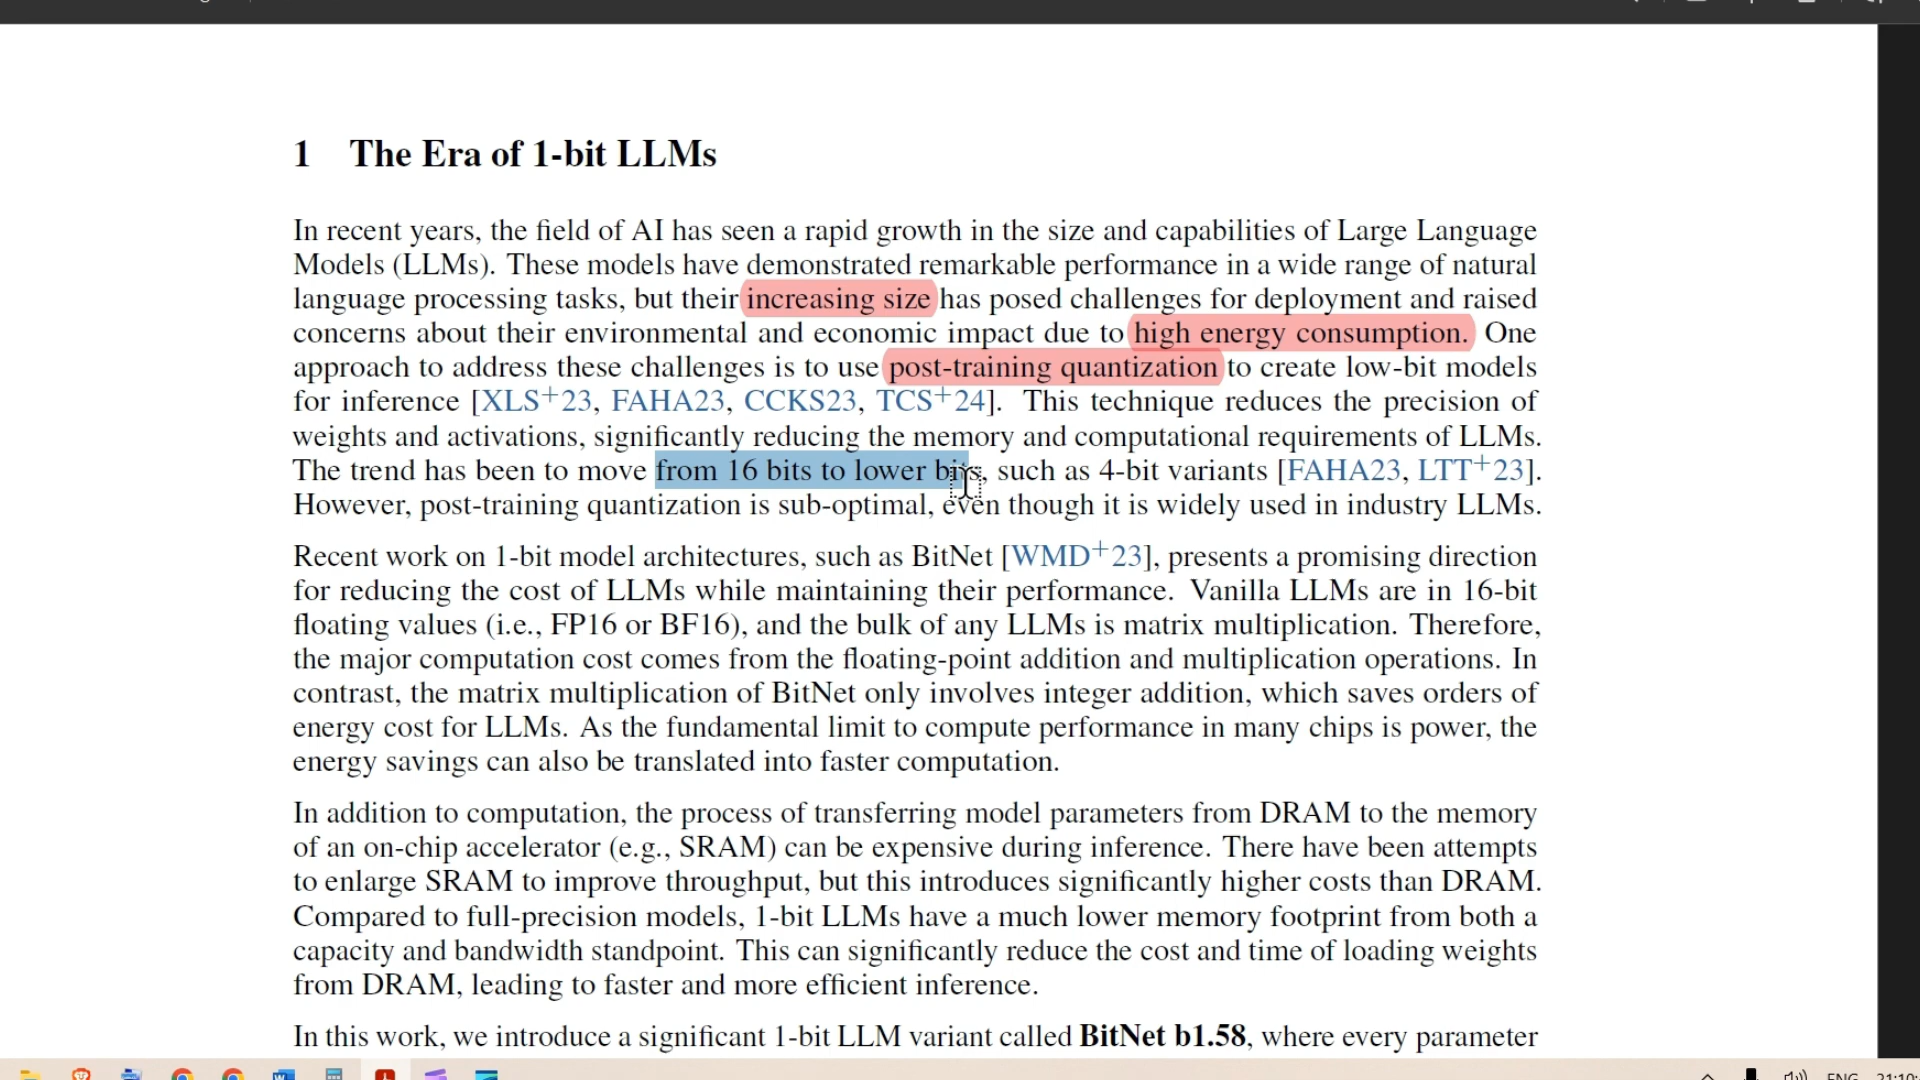 1 The Era of 1-bit LLMs
In recent years, the field of AI has seen a rapid growth in the size and capabilities of Large Language
Models (LLMs). These models have demonstrated remarkable performance in a wide range of natural
language processing tasks, but their increasing size has posed challenges for deployment and raised
concerns about their environmental and economic impact due to high energy consumption. One
approach to address these challenges is to use post-training quantization to create low-bit models
for inference [XLS+23, FAHA23, CCKS23, TCS+24]. This technique reduces the precision of
weights and activations, significantly reducing the memory and computational requirements of LLMs.
The trend has been to move from 16 bits to lower bits, such as 4-bit variants [FAHA23, LTT+23].
However, post-training quantization is sub-optimal, even though it is widely used in industry LLMs.
Recent work on 1-bit model architectures, such as BitNet [WMD+23], presents a promising direction
for reducing the cost of LLMs while maintaining their performance. Vanilla LLMs are in 16-bit
floating values (i.e., FP16 or BF16), and the bulk of any LLMs is matrix multiplication. Therefore,
the major computation cost comes from the floating-point addition and multiplication operations. In
contrast, the matrix multiplication of BitNet only involves integer addition, which saves orders of
energy cost for LLMs. As the fundamental limit to compute performance in many chips is power, the
energy savings can also be translated into faster computation.
In addition to computation, the process of transferring model parameters from DRAM to the memory
of an on-chip accelerator (e.g., SRAM) can be expensive during inference. There have been attempts
to enlarge SRAM to improve throughput, but this introduces significantly higher costs than DRAM.
Compared to full-precision models, 1-bit LLMs have a much lower memory footprint from both a
capacity and bandwidth standpoint. This can significantly reduce the cost and time of loading weights
from DRAM, leading to faster and more efficient inference.
In this work, we introduce a significant 1-bit LLM variant called BitNet b1.58, where every parameter
ENG